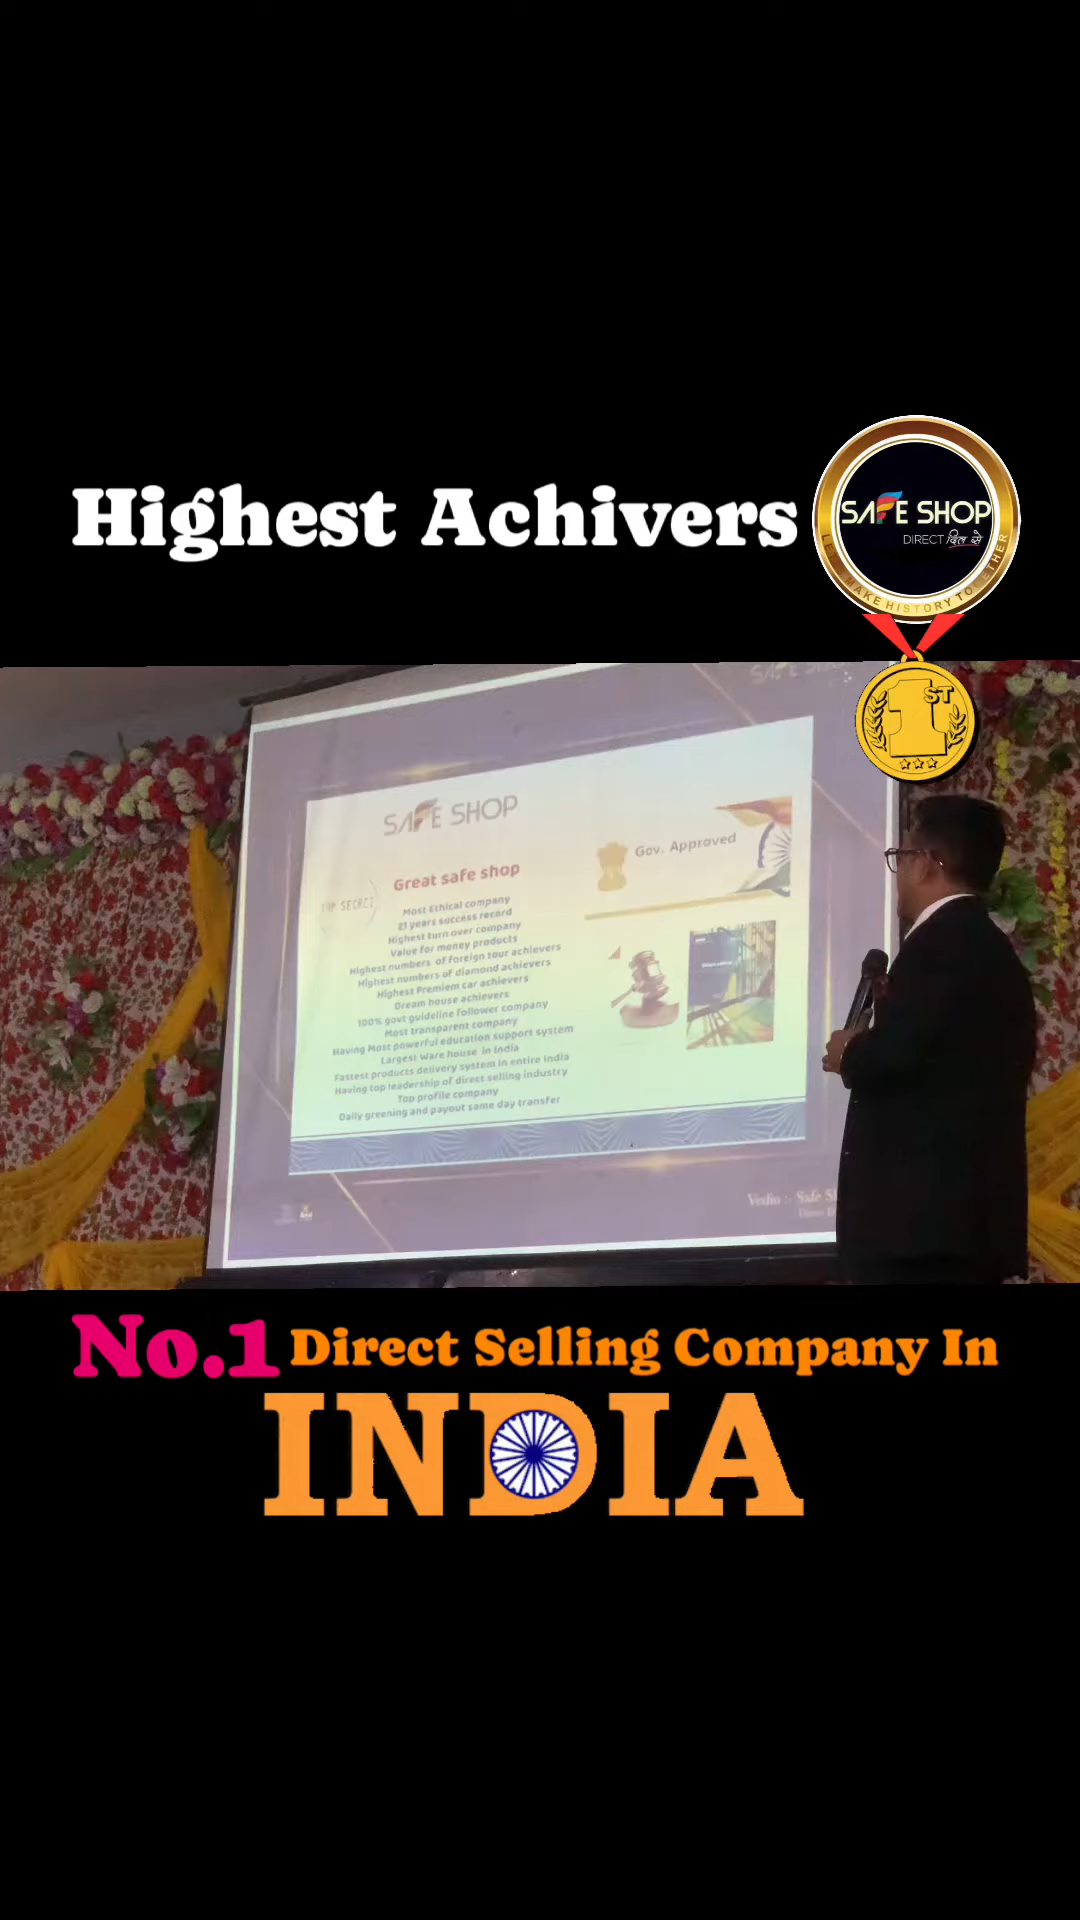 Highest Achivers
SAFE SHOP
DIRECT दिल से
MAKE HISTORY TOGETHER
1ST
SAFE SHOP
Great safe shop
TOP SECRET
Most Ethical company
21 years success record
Highest turn over company
Value for money products
Highest numbers of foreign tour achievers
Highest numbers of diamond achievers
Highest Premiem car achievers
Dream house achievers
100% govt guideline follower company
Most transparent company
Having Most powerful education support system
Largest Ware house in India
Fastest products delivery system in entire India
Having top leadership of direct selling industry
Top profile company
Daily greening and payout same day transfer
Gov. Approved
Safe
No.1 Direct Selling Company In
INDIA